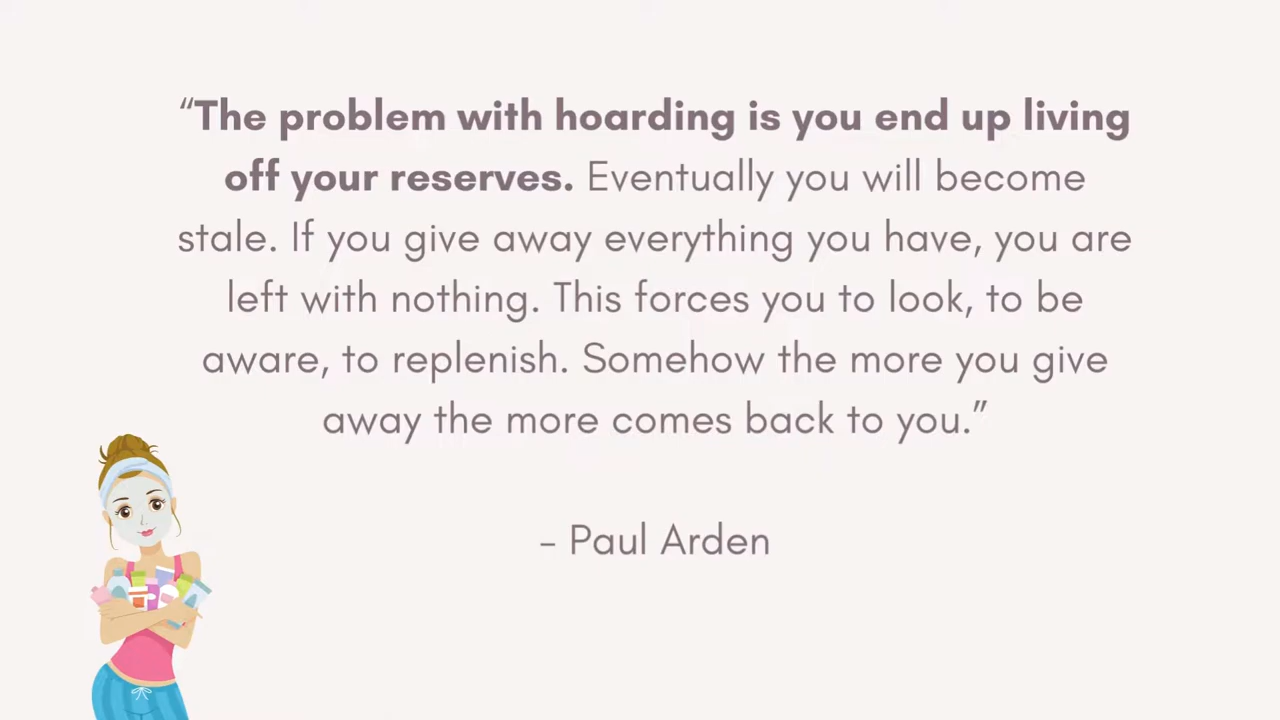 “The problem with hoarding is you end up living
off your reserves. Eventually you will become
stale. If you give away everything you have, you are
left with nothing. This forces you to look, to be
aware, to replenish. Somehow the more you give
away the more comes back to you.”
– Paul Arden